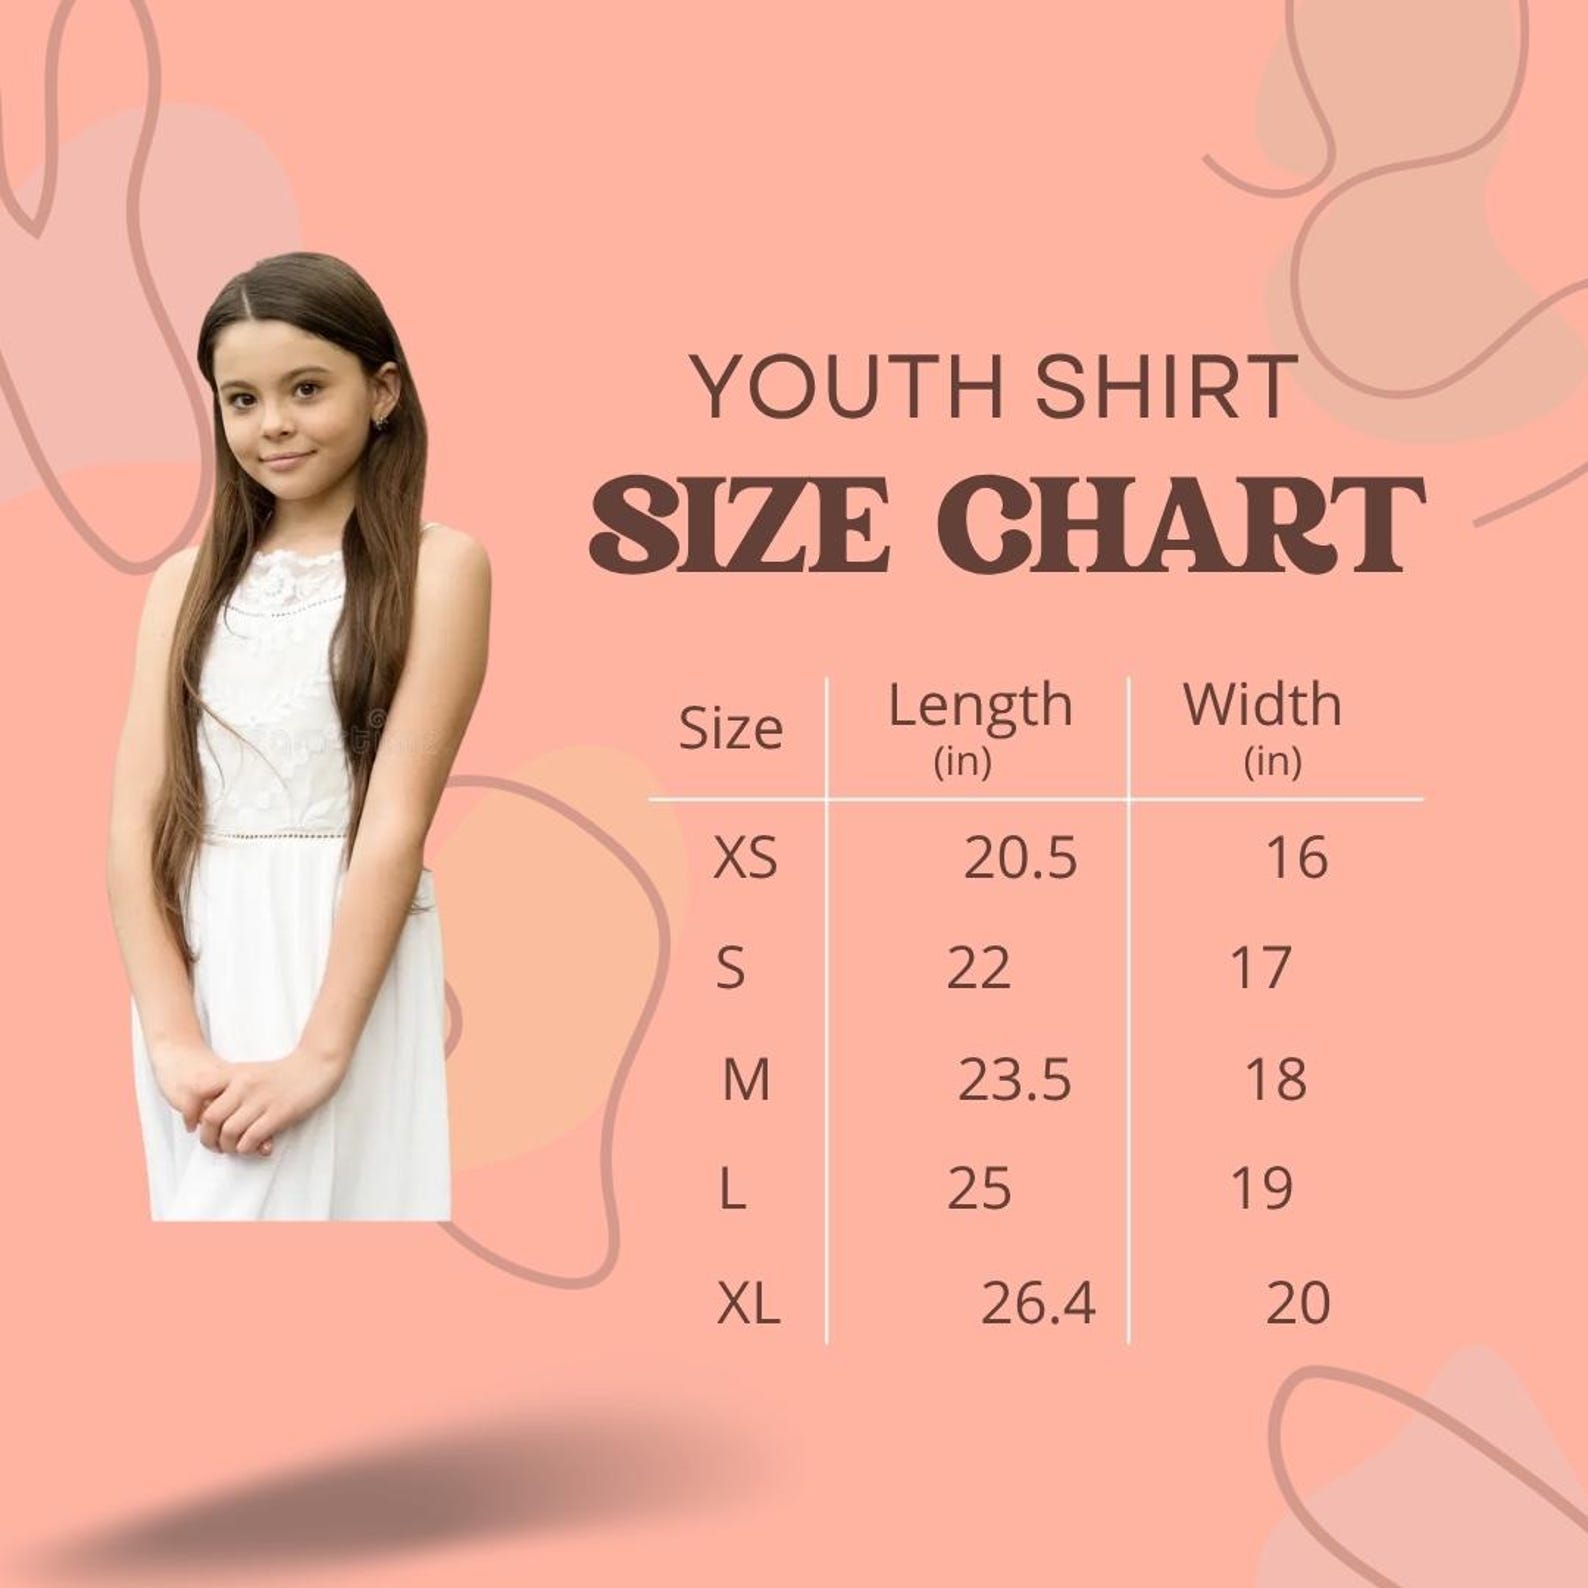 YOUTH SHIRT
SIZE CHART
Size Length Width
(in) (in)
XS 20.5 16
S 22 17
M 23.5 18
L 25 19
XL 26.4 20